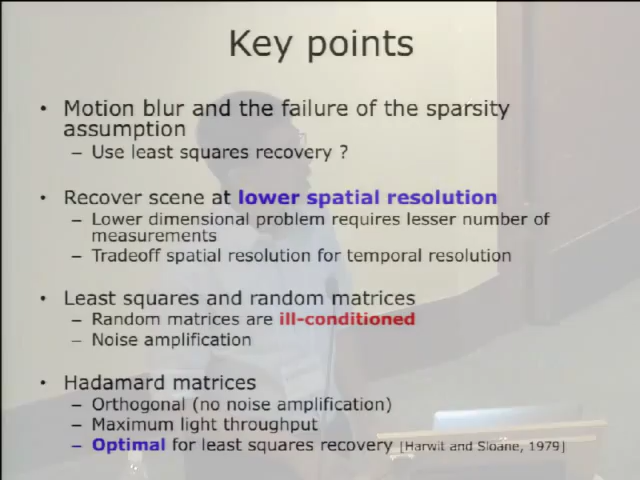 Key points
• Motion blur and the failure of the sparsity
assumption
– Use least squares recovery ?
• Recover scene at lower spatial resolution
– Lower dimensional problem requires lesser number of
measurements
– Tradeoff spatial resolution for temporal resolution
• Least squares and random matrices
– Random matrices are ill-conditioned
– Noise amplification
• Hadamard matrices
– Orthogonal (no noise amplification)
– Maximum light throughput
– Optimal for least squares recovery [Harwit and Sloane, 1979]